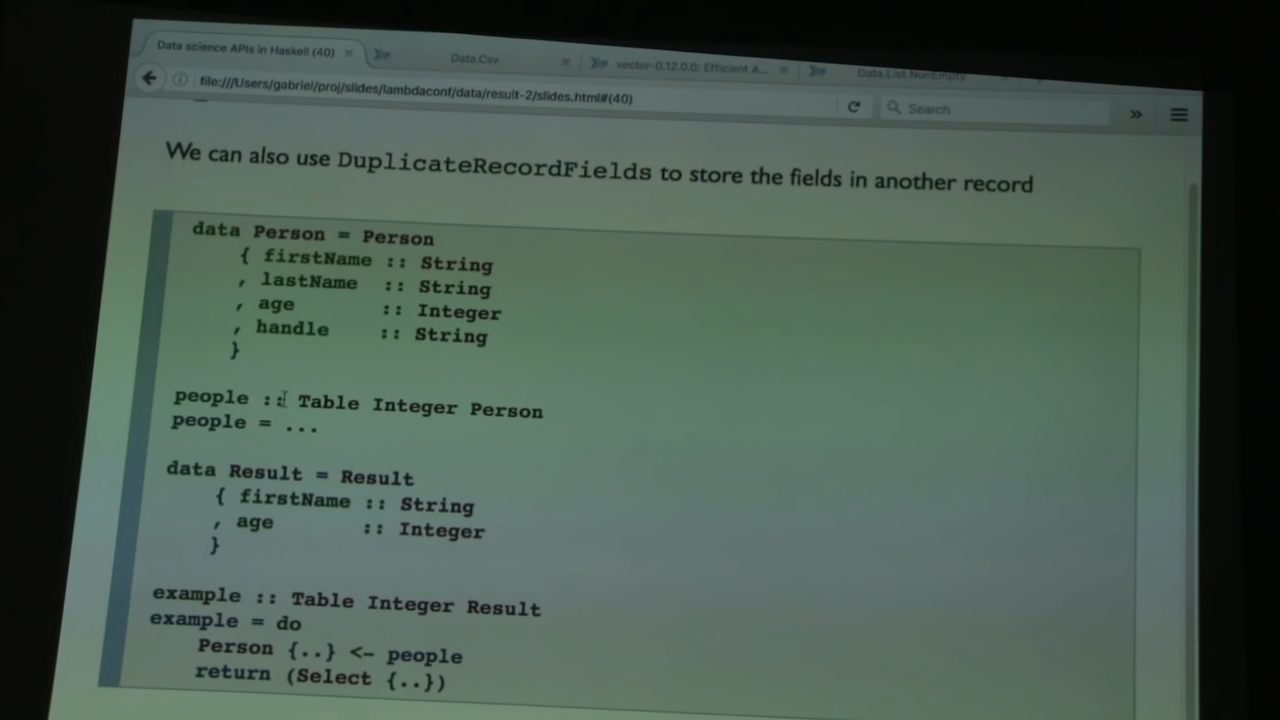 Data science APIs in Haskell (40)
Data.Csv
vector-0.12.0.0: Efficient A...
Data.List.NonEmpty
file:///Users/gabriel/proj/slides/lambdaconf/data/result-2/slides.html#(40)
Search
We can also use DuplicateRecordFields to store the fields in another record
data Person = Person
{ firstName :: String
, lastName :: String
, age :: Integer
, handle :: String
}
people :: Table Integer Person
people = ...
data Result = Result
{ firstName :: String
, age :: Integer
}
example :: Table Integer Result
example = do
Person {..} <- people
return (Select {..})